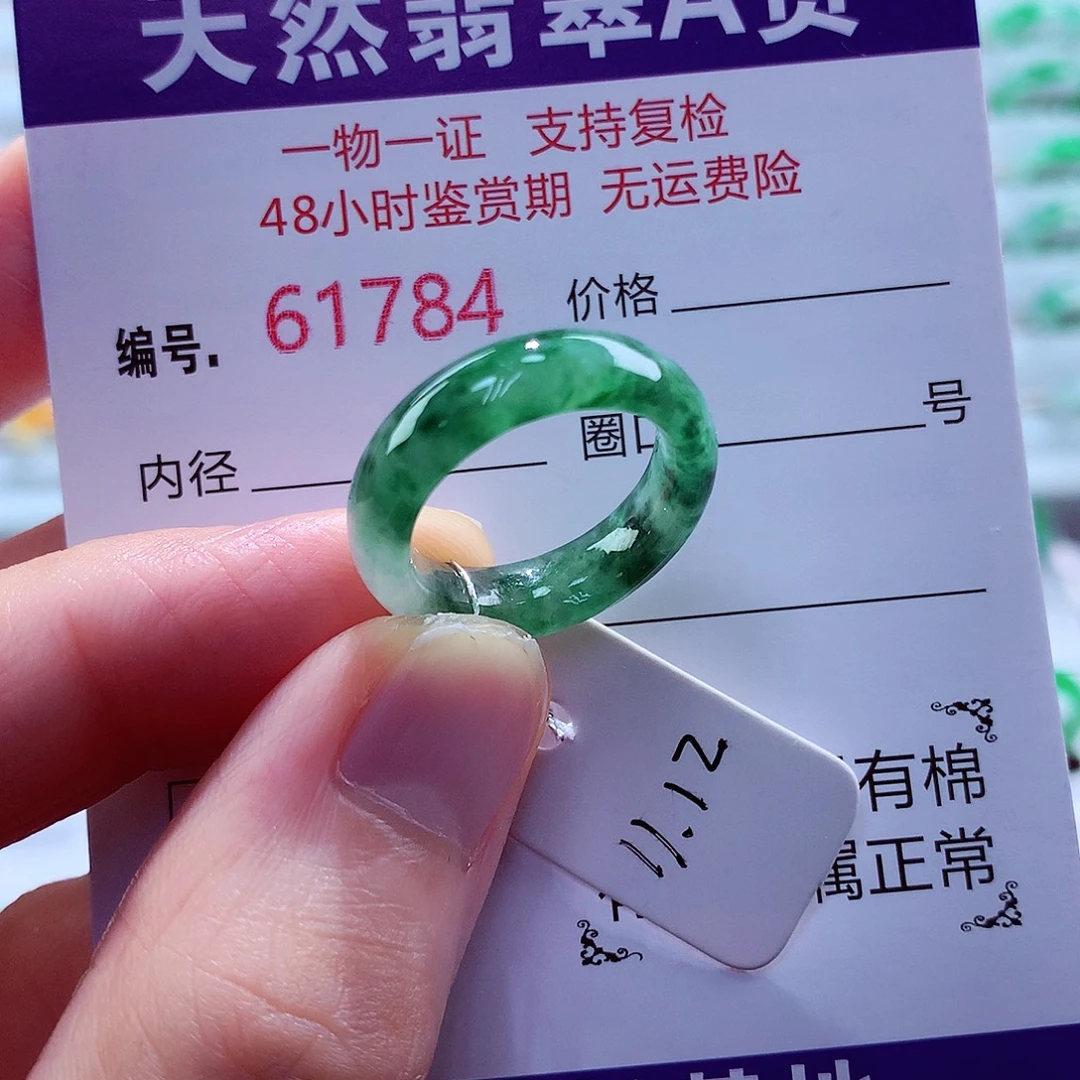 天然翡翠A货
一物一证 支持复检
48小时鉴赏期 无运费险
编号. 61784 价格
内径 圈口 号
11.12
有棉
属正常